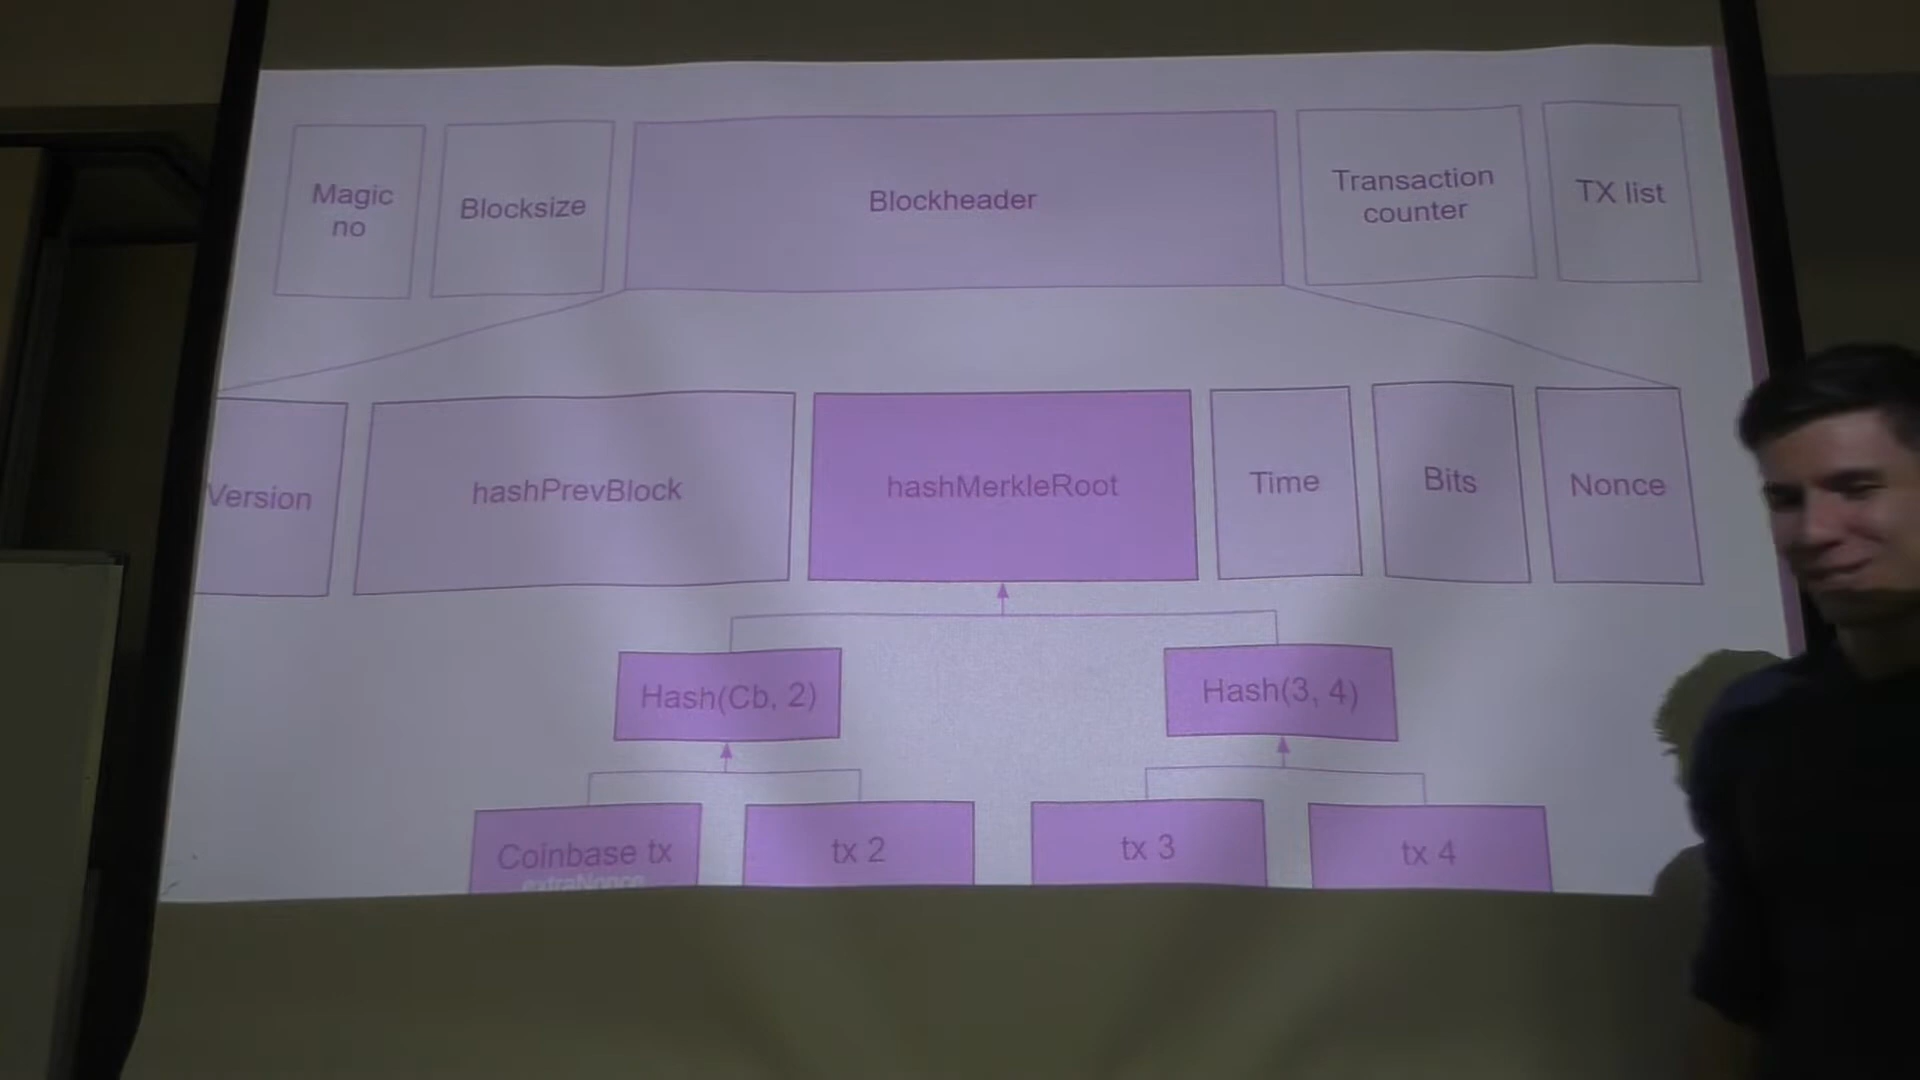 Magic
no
Blocksize
Blockheader
Transaction
counter
TX list
Version
hashPrevBlock
hashMerkleRoot
Time
Bits
Nonce
Hash(Cb, 2)
Hash(3, 4)
Coinbase tx
extraNonce
tx 2
tx 3
tx 4